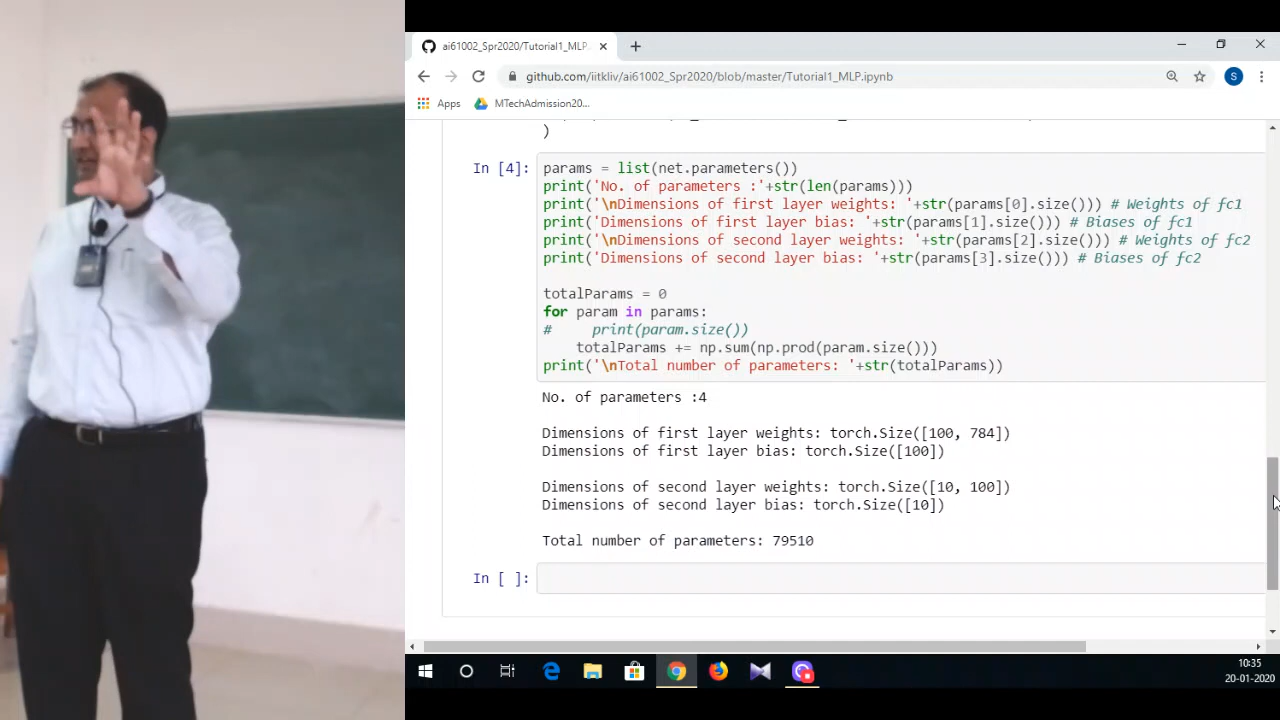 ai61002_Spr2020/Tutorial1_MLP.
github.com/iitkliv/ai61002_Spr2020/blob/master/Tutorial1_MLP.ipynb
S
Apps
MTechAdmission20...
)
In [4]:
params = list(net.parameters())
print('No. of parameters :'+str(len(params)))
print('\nDimensions of first layer weights: '+str(params[0].size())) # Weights of fc1
print('Dimensions of first layer bias: '+str(params[1].size())) # Biases of fc1
print('\nDimensions of second layer weights: '+str(params[2].size())) # Weights of fc2
print('Dimensions of second layer bias: '+str(params[3].size())) # Biases of fc2
totalParams = 0
for param in params:
#     print(param.size())
    totalParams += np.sum(np.prod(param.size()))
print('\nTotal number of parameters: '+str(totalParams))
No. of parameters :4
Dimensions of first layer weights: torch.Size([100, 784])
Dimensions of first layer bias: torch.Size([100])
Dimensions of second layer weights: torch.Size([10, 100])
Dimensions of second layer bias: torch.Size([10])
Total number of parameters: 79510
In [ ]:
10:35
20-01-2020